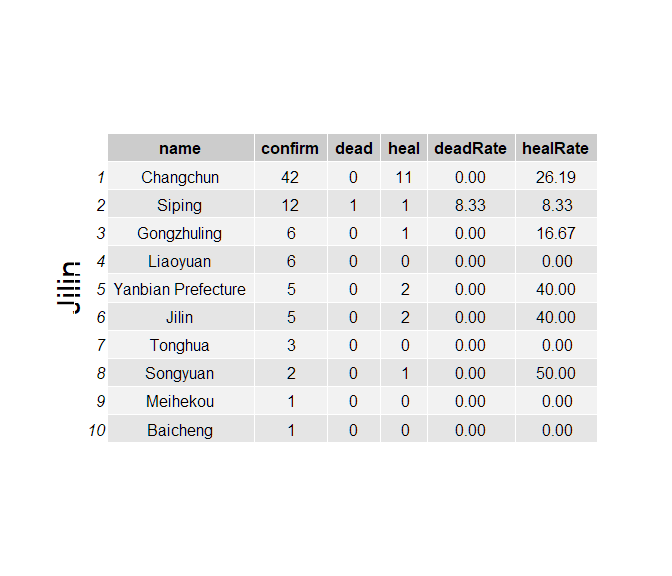 name confirm dead heal deadRate healRate
1 Changchun 42 0 11 0.00 26.19
2 Siping 12 1 1 8.33 8.33
3 Gongzhuling 6 0 1 0.00 16.67
4 Liaoyuan 6 0 0 0.00 0.00
5 Yanbian Prefecture 5 0 2 0.00 40.00
6 Jilin 5 0 2 0.00 40.00
7 Tonghua 3 0 0 0.00 0.00
8 Songyuan 2 0 1 0.00 50.00
9 Meihekou 1 0 0 0.00 0.00
10 Baicheng 1 0 0 0.00 0.00
Jilin